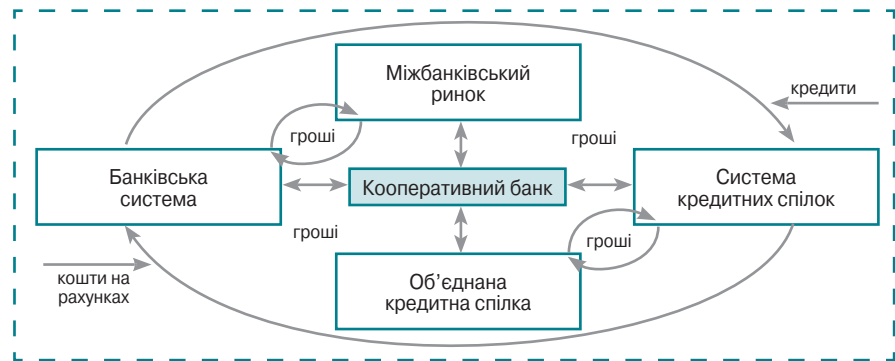 Міжбанківський
ринок
кредити
гроші
гроші
Банківська
система
Кооперативний банк
Система
кредитних спілок
гроші
гроші
кошти на
рахунках
Об’єднана
кредитна спілка